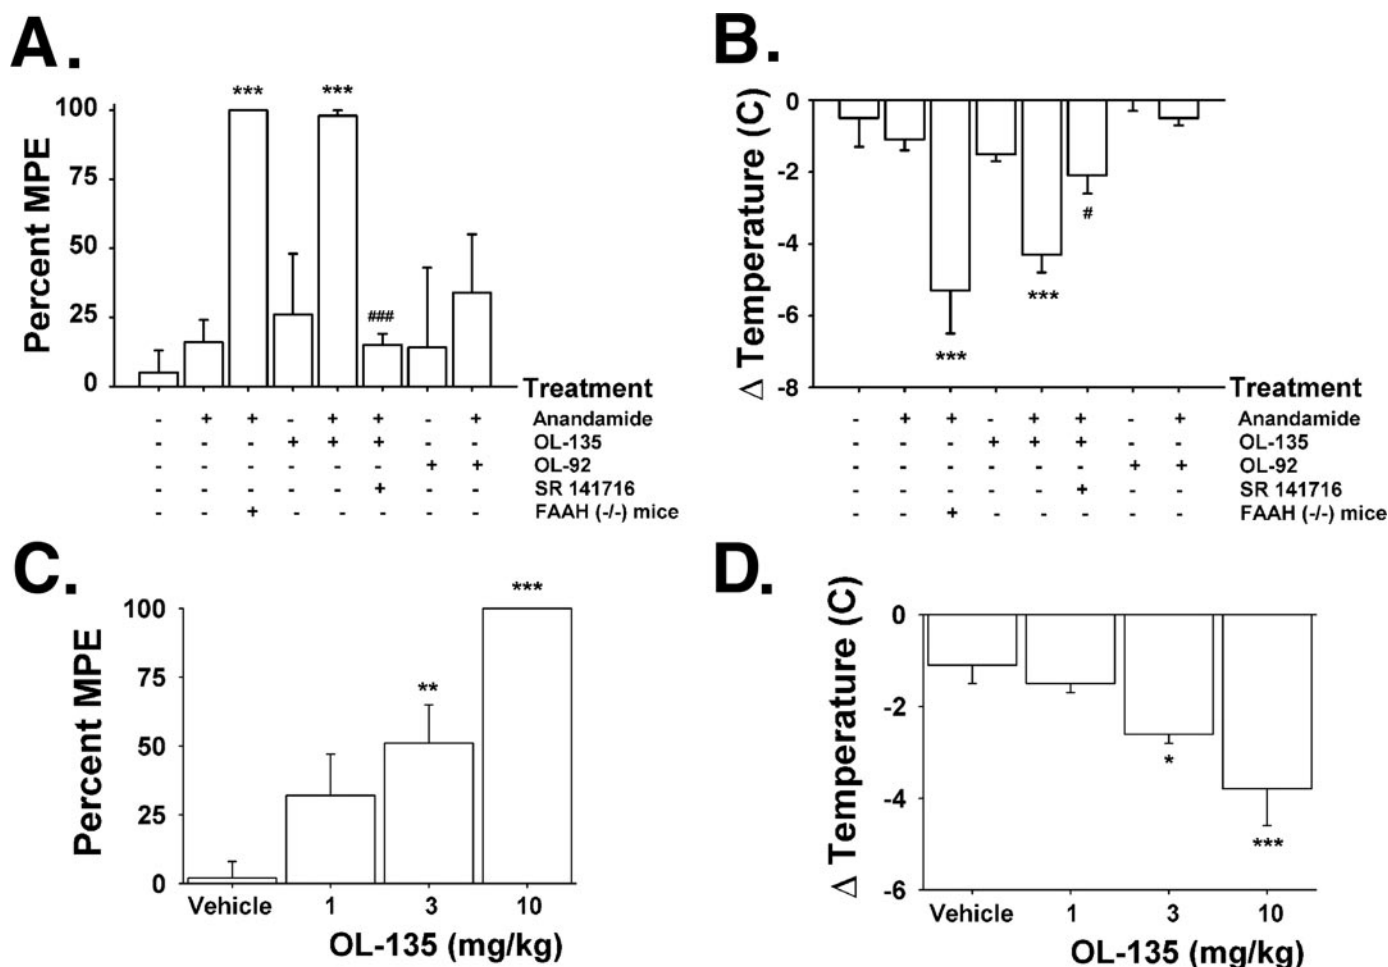 A.
Percent MPE
100
75
50
25
0
***
***
###
Treatment
- + + - + + - + Anandamide
- - - + + + - - OL-135
- - - - - - + + OL-92
- - - - - + - - SR 141716
- - + - - - - - FAAH (-/-) mice
B.
Δ Temperature (C)
0
-2
-4
-6
-8
***
***
#
Treatment
- + + - + + - + Anandamide
- - - + + + - - OL-135
- - - - - - + + OL-92
- - - - - + - - SR 141716
- - + - - - - - FAAH (-/-) mice
C.
Percent MPE
100
75
50
25
0
**
***
Vehicle 1 3 10
OL-135 (mg/kg)
D.
Δ Temperature (C)
0
-2
-4
-6
*
***
Vehicle 1 3 10
OL-135 (mg/kg)